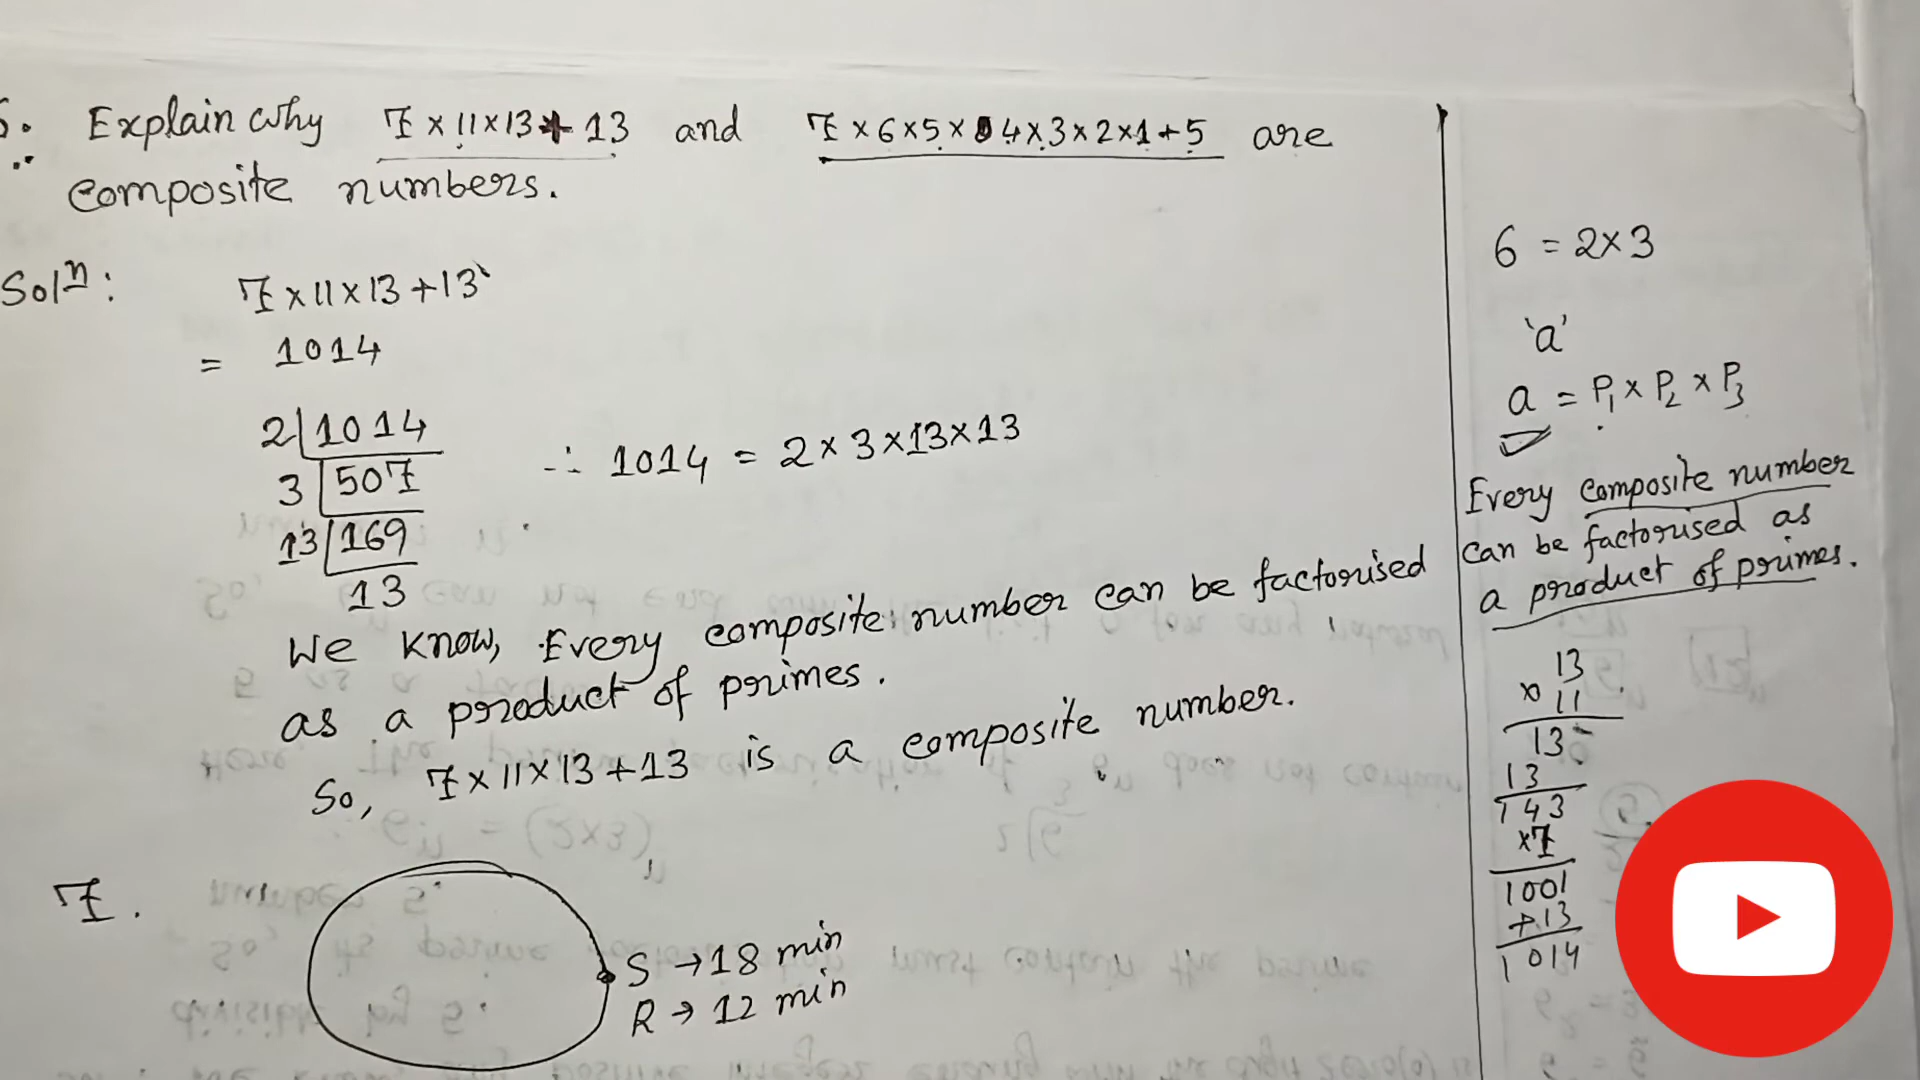 Explain why 7×11×13+13 and 7×6×5×4×3×2×1+5 are
composite numbers.
Solⁿ: 7×11×13+13
= 1014
2 1014
3 507
13 169
13
∴ 1014 = 2×3×13×13
We know, Every composite number can be factorised
as a product of primes.
So, 7×11×13+13 is a composite number.
7.
S → 18 min
R → 12 min
6 = 2×3
'a'
a = P₁ × P₂ × P₃
Every composite number
can be factorised as
a product of primes.
13
× 11
13
13
143
×7
1001
+13
1014